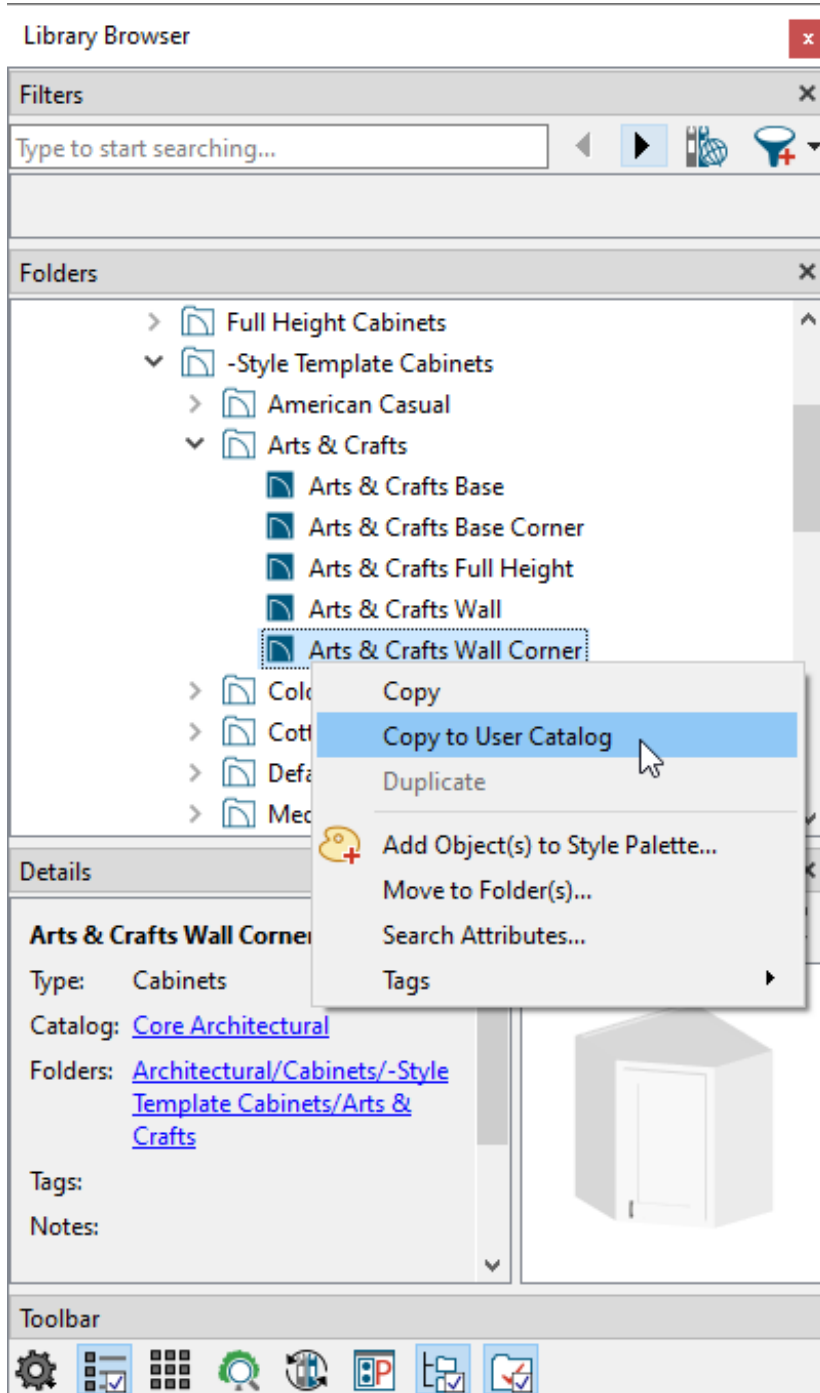 Library Browser
Filters
Type to start searching...
Folders
Full Height Cabinets
-Style Template Cabinets
American Casual
Arts & Crafts
Arts & Crafts Base
Arts & Crafts Base Corner
Arts & Crafts Full Height
Arts & Crafts Wall
Arts & Crafts Wall Corner
Copy
Copy to User Catalog
Duplicate
Add Object(s) to Style Palette...
Move to Folder(s)...
Search Attributes...
Tags
Details
Arts & Crafts Wall Corner
Type: Cabinets
Catalog: Core Architectural
Folders: Architectural/Cabinets/-Style
Template Cabinets/Arts &
Crafts
Tags:
Notes:
Toolbar